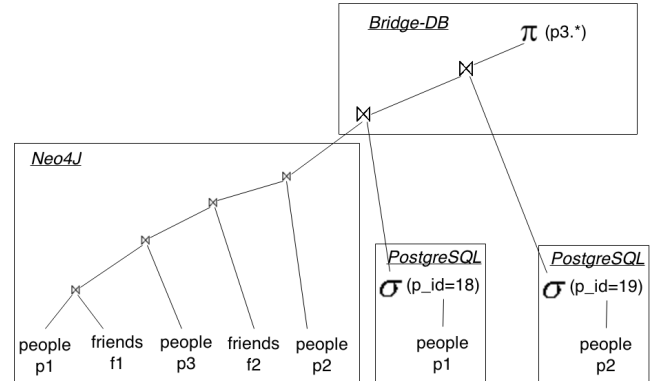 Bridge-DB
π (p3.*)
⋈
⋈
Neo4J
⋈
⋈
⋈
⋈
people p1
friends f1
people p3
friends f2
people p2
PostgreSQL
σ (p_id=18)
people p1
PostgreSQL
σ (p_id=19)
people p2